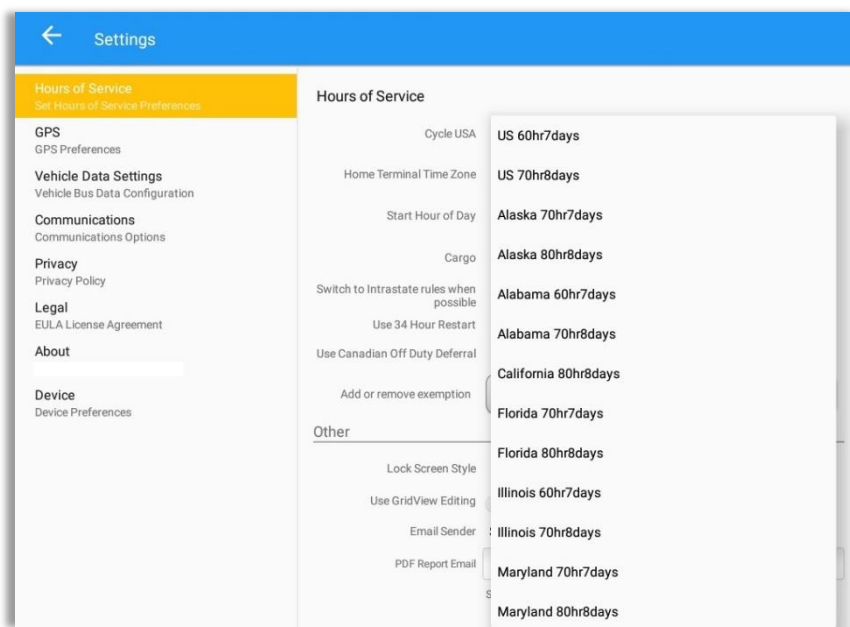 Settings
Hours of Service
Set Hours of Service Preferences
GPS
GPS Preferences
Vehicle Data Settings
Vehicle Bus Data Configuration
Communications
Communications Options
Privacy
Privacy Policy
Legal
EULA License Agreement
About
Device
Device Preferences
Hours of Service
Cycle USA
Home Terminal Time Zone
Start Hour of Day
Cargo
Switch to Intrastate rules when
possible
Use 34 Hour Restart
Use Canadian Off Duty Deferral
Add or remove exemption
Other
Lock Screen Style
Use GridView Editing
Email Sender
PDF Report Email
US 60hr7days
US 70hr8days
Alaska 70hr7days
Alaska 80hr8days
Alabama 60hr7days
Alabama 70hr8days
California 80hr8days
Florida 70hr7days
Florida 80hr8days
Illinois 60hr7days
Illinois 70hr8days
Maryland 70hr7days
Maryland 80hr8days